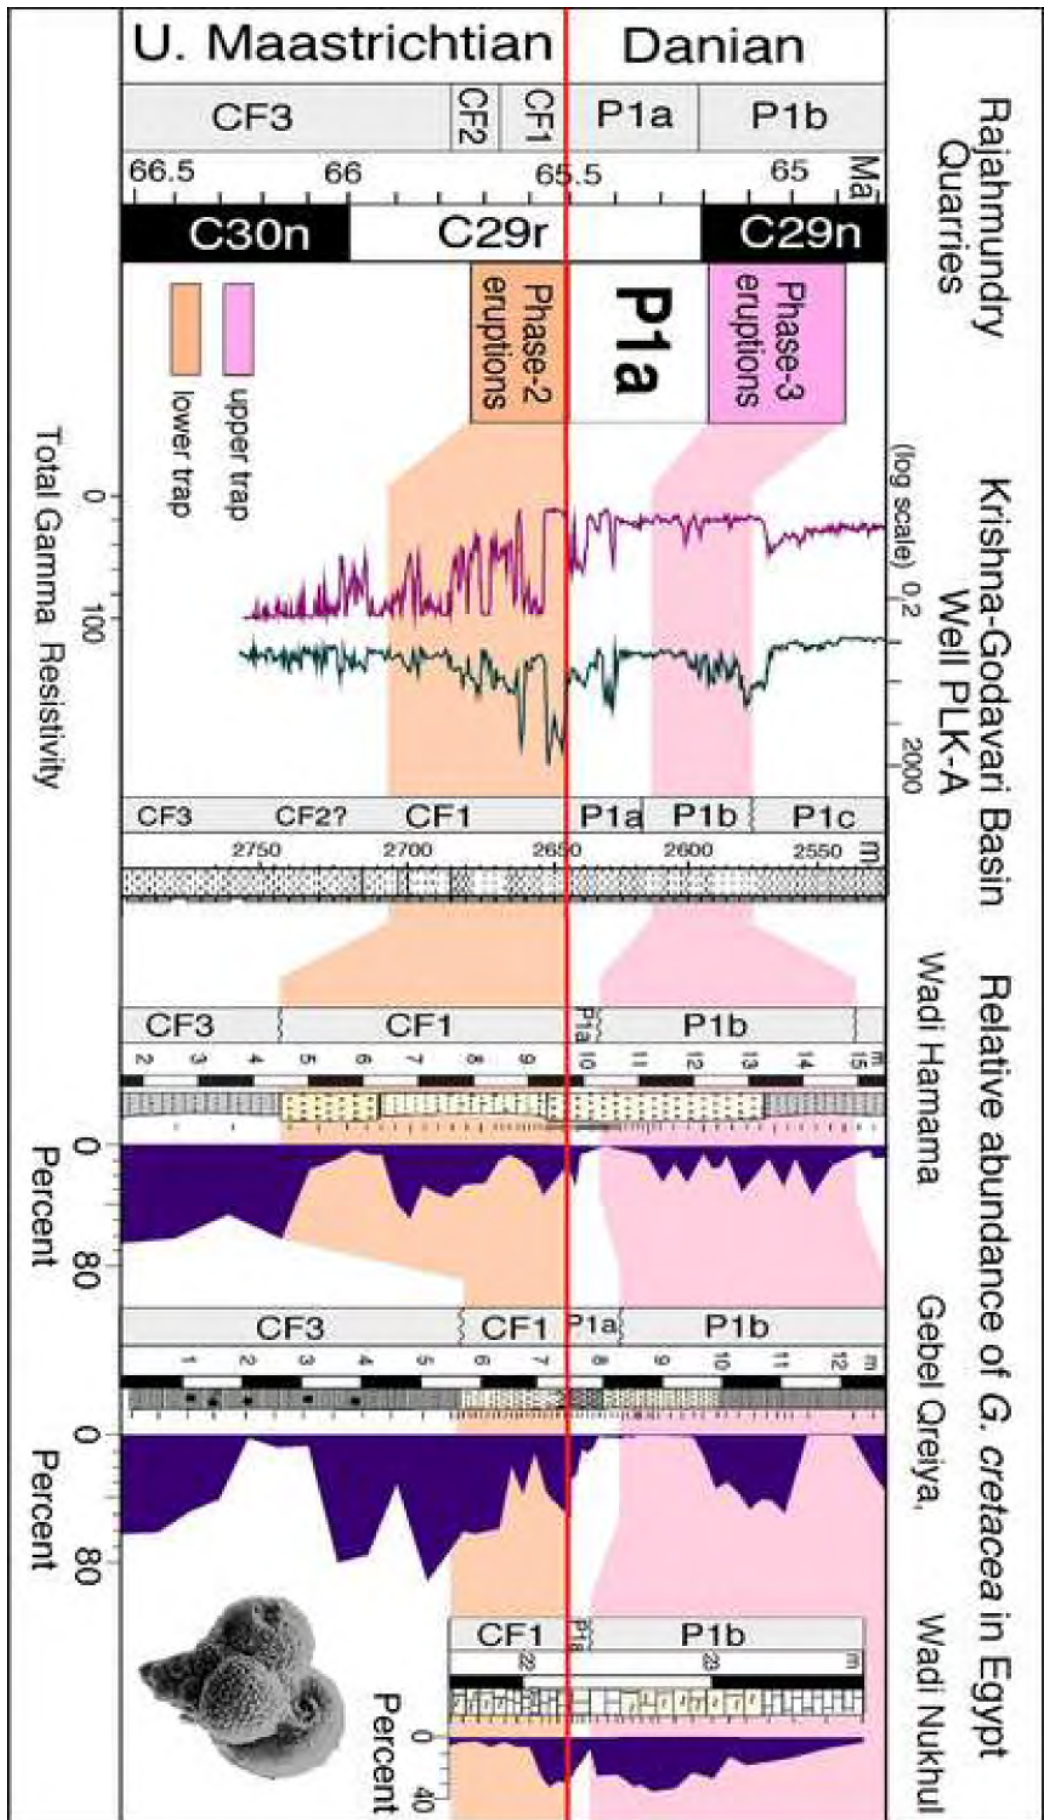 Rajahmundry
Quarries
Krishna-Godavari Basin
Well PLK-A
Relative abundance of G. cretacea in Egypt
Wadi Hamama
Gebel Qreiya,
Wadi Nukhul
U. Maastrichtian
Danian
CF3
CF2
CF1
P1a
P1b
66.5
66
65.5
65
Ma
C30n
C29r
C29n
Phase-2
eruptions
P1a
Phase-3
eruptions
upper trap
lower trap
(log scale)
0,2
2000
0
100
Total Gamma Resistivity
CF3
CF2?
CF1
P1a
P1b
P1c
2750
2700
2650
2600
2550
m
CF3
CF1
P1a
P1b
2
3
4
5
6
7
8
9
10
11
12
13
14
15
m
0
80
Percent
CF3
CF1
P1a
P1b
1
2
3
4
5
6
7
8
9
10
11
12
m
0
80
Percent
CF1
P1a
P1b
22
23
m
0
40
Percent